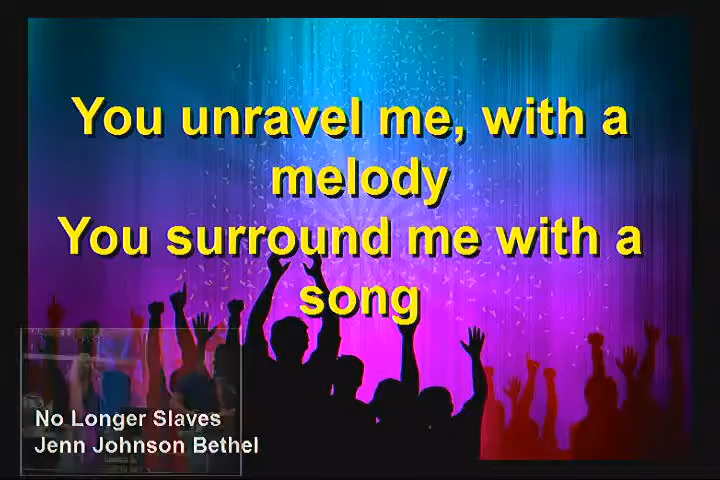 You unravel me, with a
melody
You surround me with a
song
No Longer Slaves
Jenn Johnson Bethel